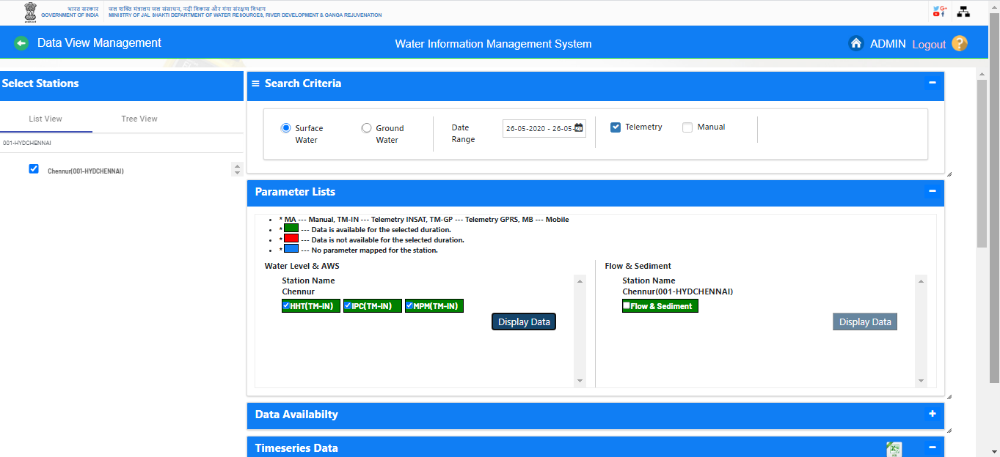 भारत सरकार
GOVERNMENT OF INDIA
जल शक्ति मंत्रालय जल संसाधन, नदी विकास और गंगा संरक्षण विभाग
MINISTRY OF JAL SHAKTI DEPARTMENT OF WATER RESOURCES, RIVER DEVELOPMENT & GANGA REJUVENATION
Data View Management
Water Information Management System
ADMIN Logout
Select Stations
List View Tree View
001-HYDCHENNAI
Chennur(001-HYDCHENNAI)
Search Criteria
Surface
Water
Ground
Water
Date
Range
26-05-2020 - 26-05-20
Telemetry
Manual
Parameter Lists
* MA --- Manual, TM-IN --- Telemetry INSAT, TM-GP --- Telemetry GPRS, MB --- Mobile
* --- Data is available for the selected duration.
* --- Data is not available for the selected duration.
* --- No parameter mapped for the station.
Water Level & AWS
Station Name
Chennur
HHT(TM-IN) IPC(TM-IN) MPM(TM-IN)
Display Data
Flow & Sediment
Station Name
Chennur(001-HYDCHENNAI)
Flow & Sediment
Display Data
Data Availabilty
Timeseries Data